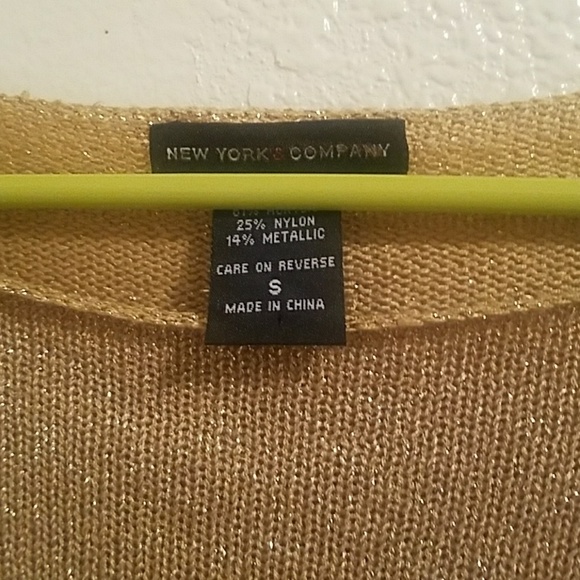 NEW YORK & COMPANY
25% NYLON
14% METALLIC
CARE ON REVERSE
S
MADE IN CHINA